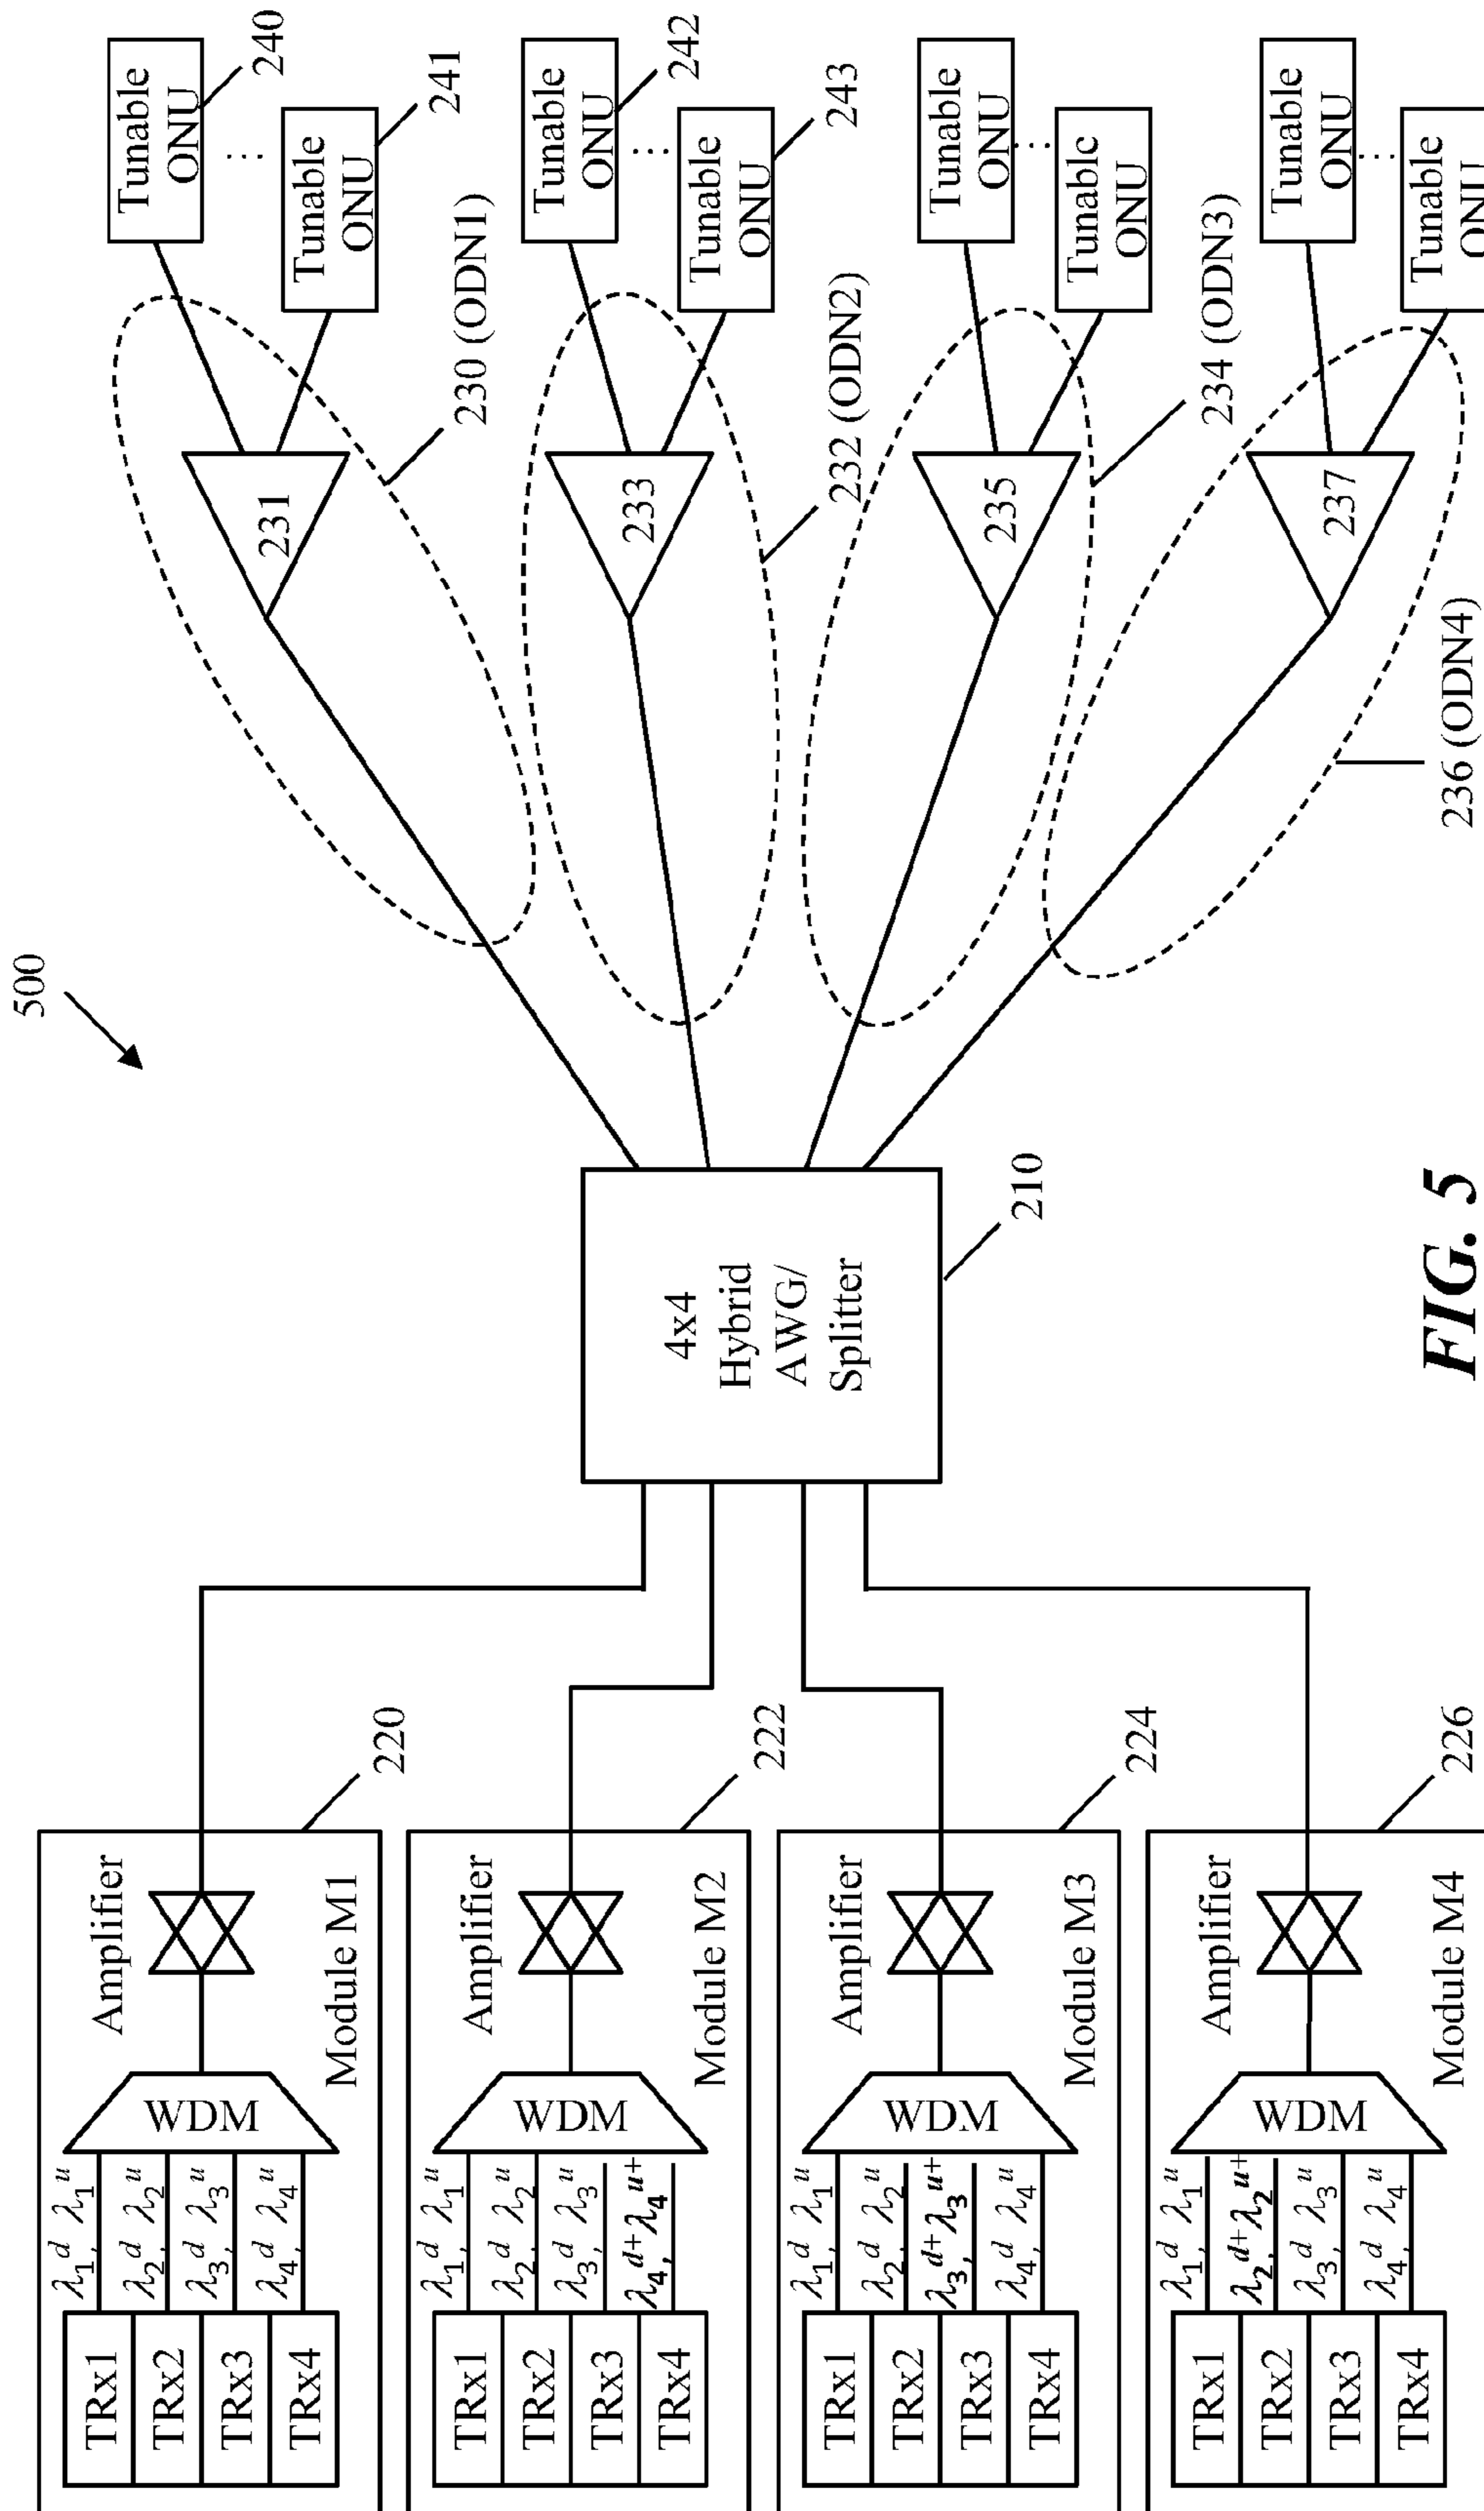 500
TRx1
TRx2
TRx3
TRx4
λ₁ᵈ, λ₁ᵘ
λ₂ᵈ, λ₂ᵘ
λ₃ᵈ, λ₃ᵘ
λ₄ᵈ, λ₄ᵘ
WDM
Amplifier
Module M1
220
TRx1
TRx2
TRx3
TRx4
λ₁ᵈ, λ₁ᵘ
λ₂ᵈ, λ₂ᵘ
λ₃ᵈ, λ₃ᵘ
λ₄ᵈ⁺, λ₄ᵘ⁺
WDM
Amplifier
Module M2
222
TRx1
TRx2
TRx3
TRx4
λ₁ᵈ, λ₁ᵘ
λ₂ᵈ, λ₂ᵘ
λ₃ᵈ⁺, λ₃ᵘ⁺
λ₄ᵈ, λ₄ᵘ
WDM
Amplifier
Module M3
224
TRx1
TRx2
TRx3
TRx4
λ₁ᵈ, λ₁ᵘ
λ₂ᵈ⁺, λ₂ᵘ⁺
λ₃ᵈ, λ₃ᵘ
λ₄ᵈ, λ₄ᵘ
WDM
Amplifier
Module M4
226
4x4
Hybrid
AWG/
Splitter
210
231
230 (ODN1)
233
232 (ODN2)
235
234 (ODN3)
237
236 (ODN4)
Tunable
ONU
240
...
Tunable
ONU
241
Tunable
ONU
242
...
Tunable
ONU
243
Tunable
ONU
...
Tunable
ONU
Tunable
ONU
...
Tunable
ONU
FIG. 5